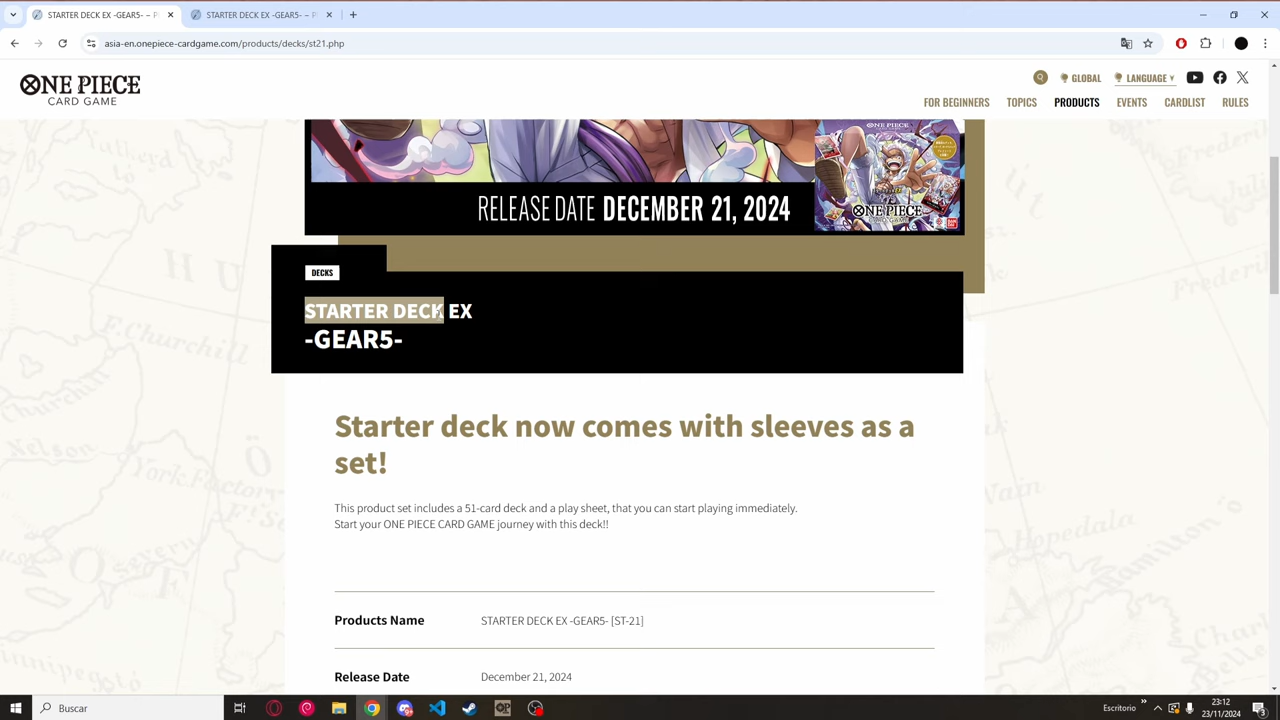 STARTER DECK EX -GEAR5- – P
STARTER DECK EX -GEAR5- – P
asia-en.onepiece-cardgame.com/products/decks/st21.php
ONE PIECE
CARD GAME
GLOBAL
LANGUAGE
FOR BEGINNERS
TOPICS
PRODUCTS
EVENTS
CARDLIST
RULES
ONE PIECE
RELEASE DATE DECEMBER 21, 2024
DECKS
STARTER DECK EX
-GEAR5-
Starter deck now comes with sleeves as a
set!
This product set includes a 51-card deck and a play sheet, that you can start playing immediately.
Start your ONE PIECE CARD GAME journey with this deck!!
Products Name
STARTER DECK EX -GEAR5- [ST-21]
Release Date
December 21, 2024
Buscar
Escritorio
23:12
23/11/2024
3